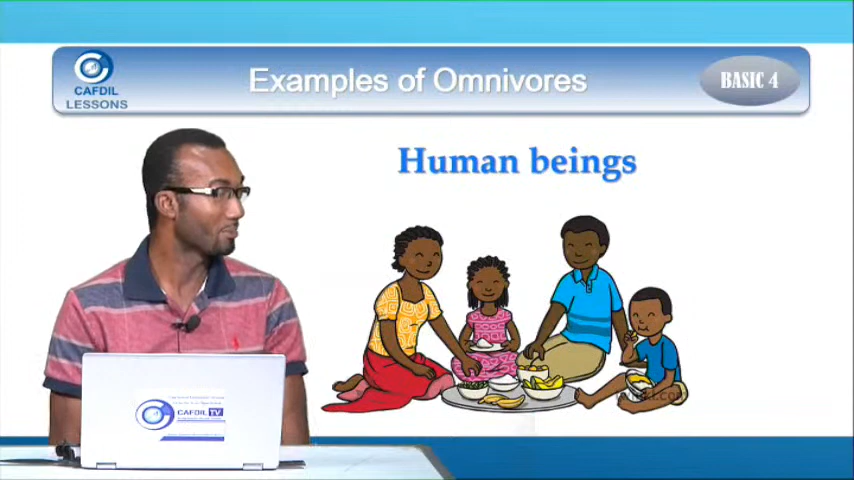 CAFDIL
LESSONS
Examples of Omnivores
BASIC 4
Human beings
CAFDIL TV